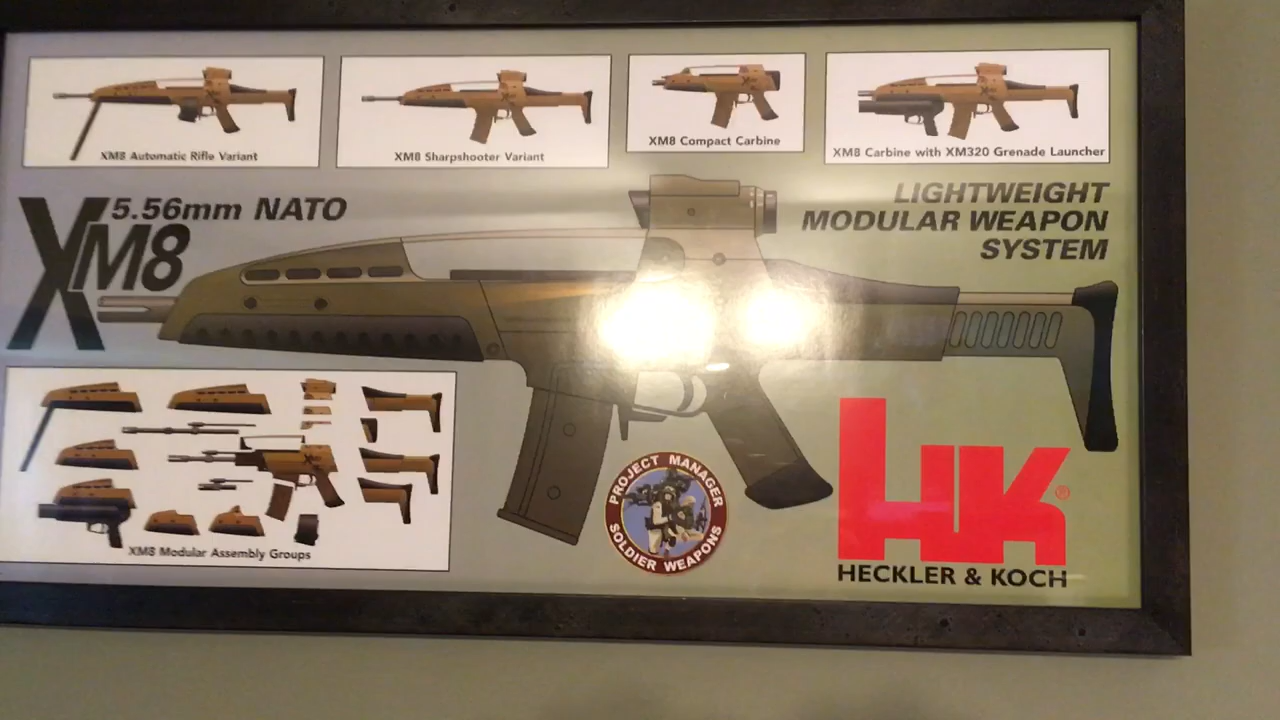 XM8 Automatic Rifle Variant
XM8 Sharpshooter Variant
XM8 Compact Carbine
XM8 Carbine with XM320 Grenade Launcher
5.56mm NATO
XM8
LIGHTWEIGHT
MODULAR WEAPON
SYSTEM
XM8 Modular Assembly Groups
PROJECT MANAGER
SOLDIER WEAPONS
HK®
HECKLER & KOCH